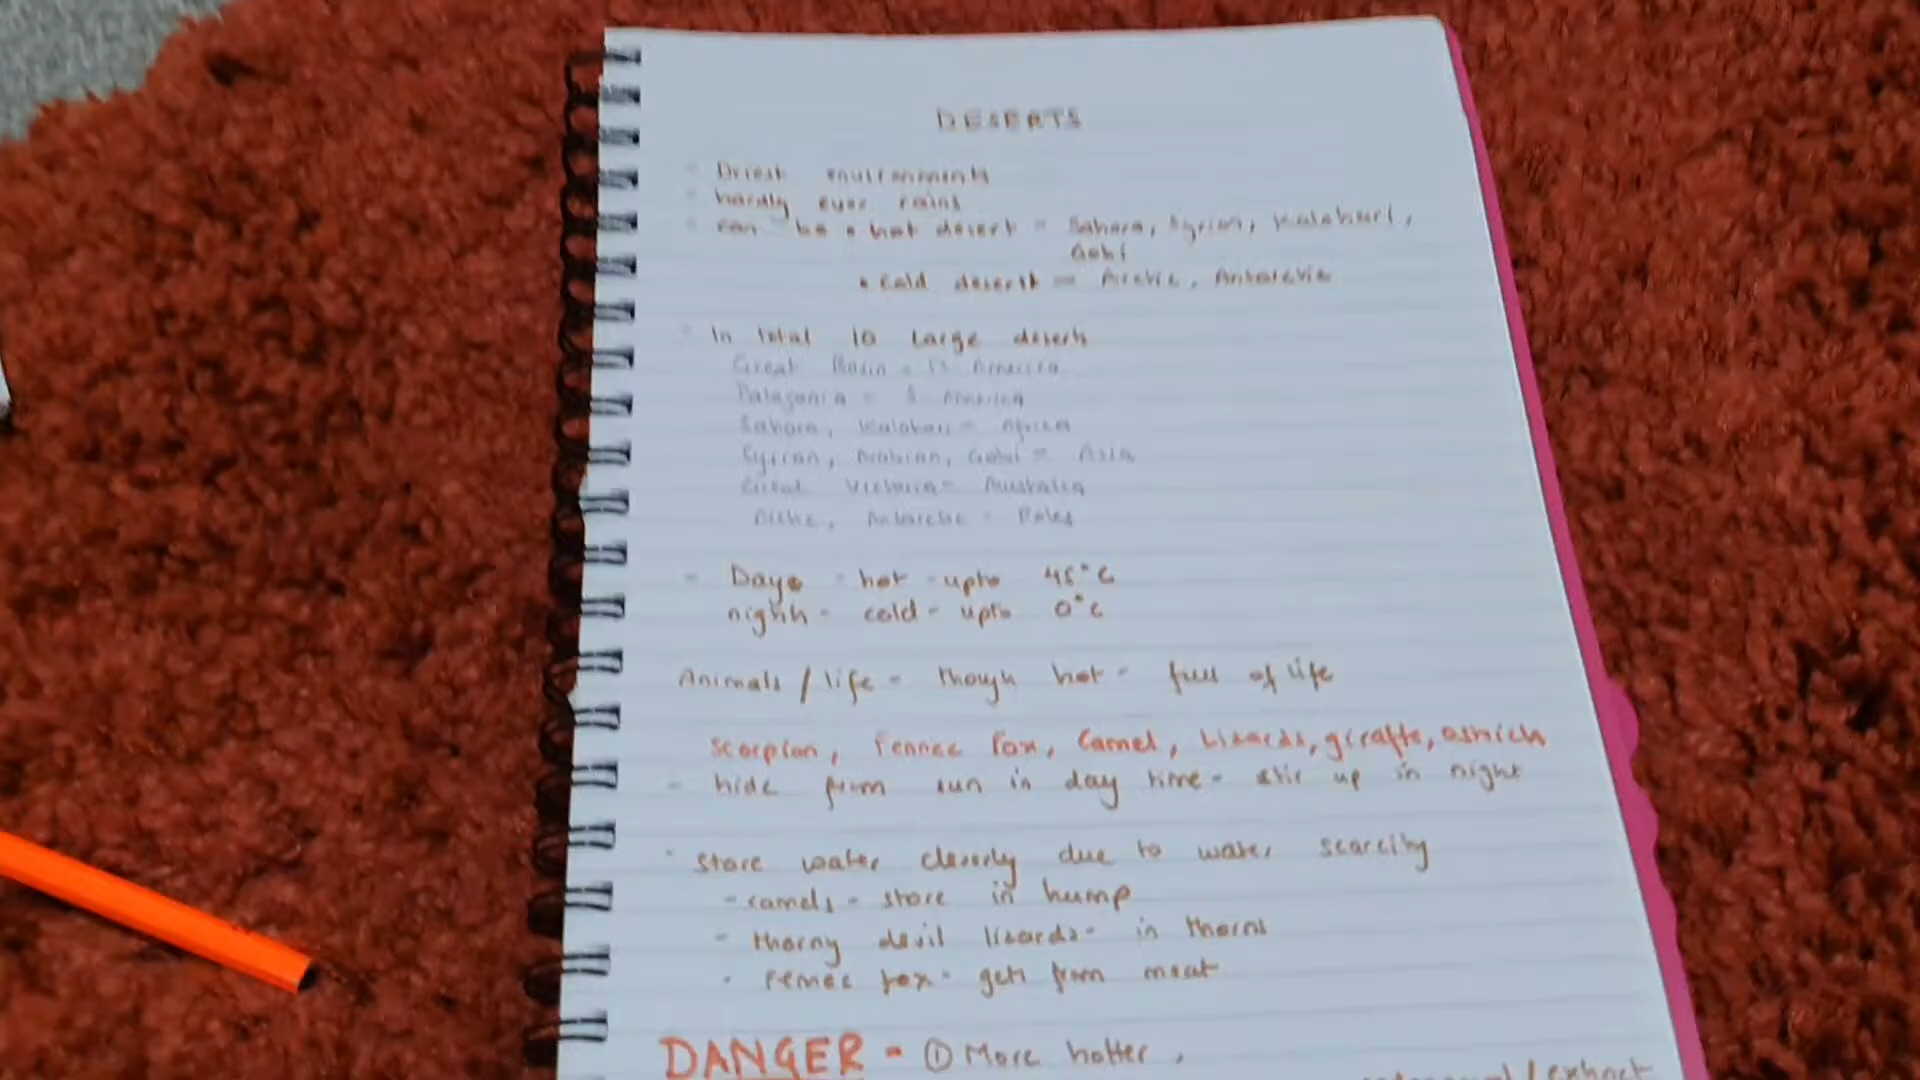 DESERTS
- Driest environments
- hardly ever rains
- can be • hot desert = Sahara, Syrian, Kalahari,
Gobi
• cold desert = Arctic, Antarctic
- In total 10 large deserts
Great Basin = N America
Patagonia = S America
Sahara, Kalahari = Africa
Syrian, Arabian, Gobi = Asia
Great Victoria = Australia
Arctic, Antarctic = Poles
- Days - hot - upto 45°C
night - cold - upto 0°C
Animals / life - though hot - full of life
scorpion, Fennec Fox, Camel, Lizards, giraffe, ostrich
- hide from sun in day time - stir up in night
- store water cleverly due to water scarcity
- camels - store in hump
- thorny devil lizards - in thorns
- Fennec fox - gets from meat
DANGER - ① More hotter,
/ extinct